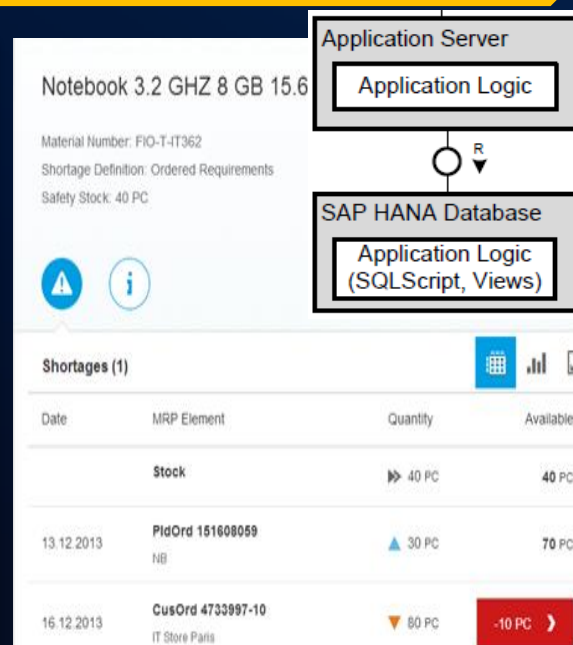 Application Server
Application Logic
R
SAP HANA Database
Application Logic
(SQLScript, Views)
Notebook 3.2 GHZ 8 GB 15.6
Material Number: FIO-T-IT362
Shortage Definition: Ordered Requirements
Safety Stock: 40 PC
i
Shortages (1)
Date MRP Element Quantity Available
Stock 40 PC 40 PC
13.12.2013 PldOrd 151608059 30 PC 70 PC
NB
16.12.2013 CusOrd 4733997-10 80 PC -10 PC
IT Store Paris